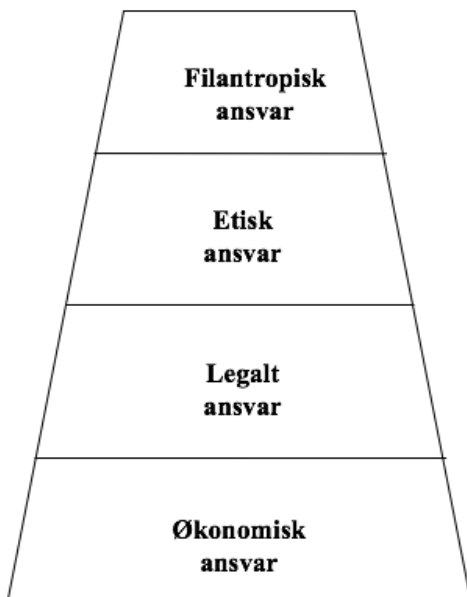 Filantropisk
ansvar
Etisk
ansvar
Legalt
ansvar
Økonomisk
ansvar